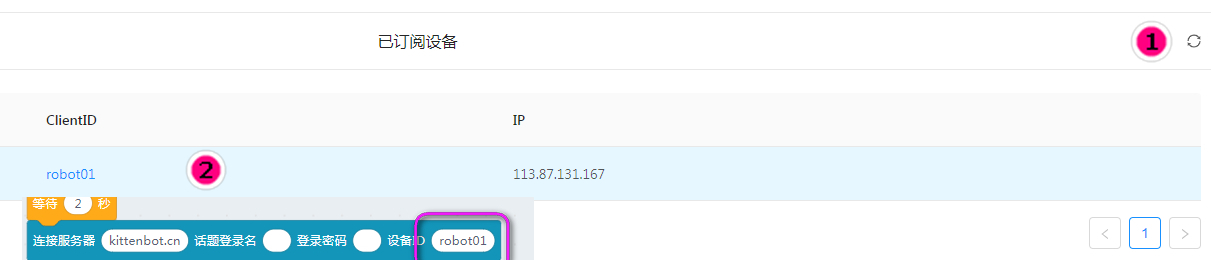 已订阅设备 1
ClientID IP
robot01 2 113.87.131.167
等待 2 秒
连接服务器 kittenbot.cn 话题登录名 登录密码 设备ID robot01
< 1 >